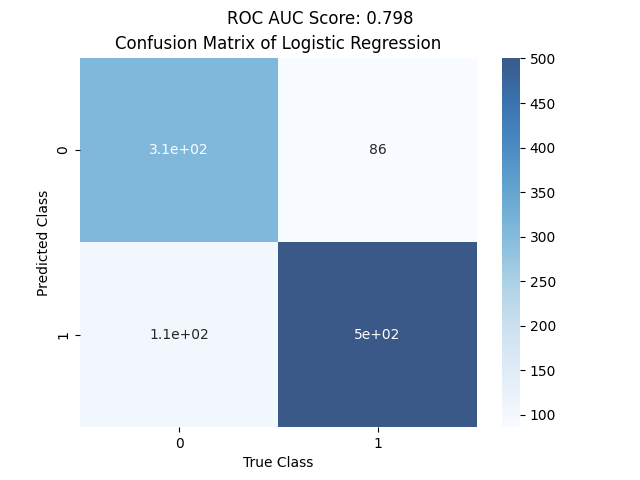 ROC AUC Score: 0.798
Confusion Matrix of Logistic Regression
Predicted Class
0
1
3.1e+02
86
1.1e+02
5e+02
0
1
True Class
500
450
400
350
300
250
200
150
100